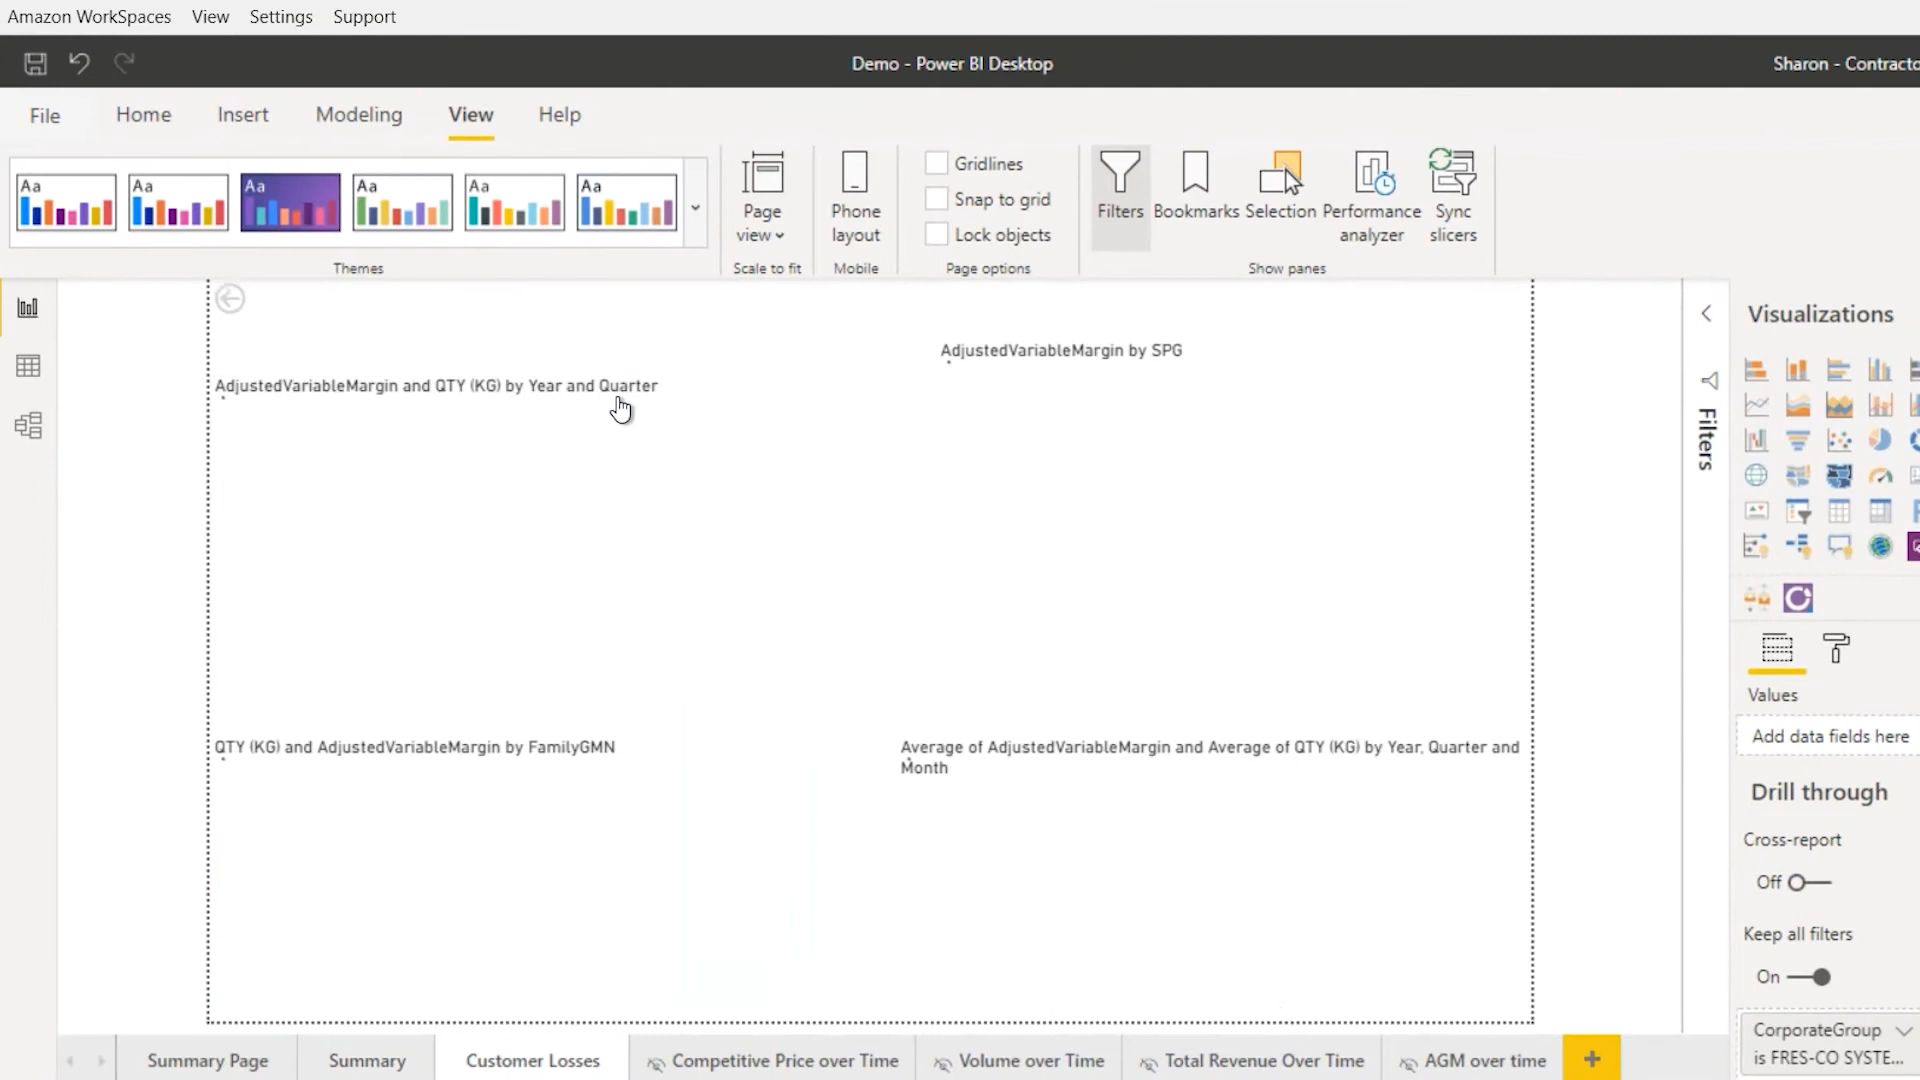 Amazon WorkSpaces View Settings Support
Demo - Power BI Desktop
Sharon - Contracto
File Home Insert Modeling View Help
Aa Aa Aa Aa Aa Aa
Page view
Phone layout
Gridlines
Snap to grid
Lock objects
Filters
Bookmarks
Selection
Performance analyzer
Sync slicers
Themes
Scale to fit
Mobile
Page options
Show panes
AdjustedVariableMargin by SPG
AdjustedVariableMargin and QTY (KG) by Year and Quarter
QTY (KG) and AdjustedVariableMargin by FamilyGMN
Average of AdjustedVariableMargin and Average of QTY (KG) by Year, Quarter and
Month
Filters
Visualizations
Values
Add data fields here
Drill through
Cross-report
Off
Keep all filters
On
CorporateGroup
is FRES-CO SYSTE...
Summary Page
Summary
Customer Losses
Competitive Price over Time
Volume over Time
Total Revenue Over Time
AGM over time
+